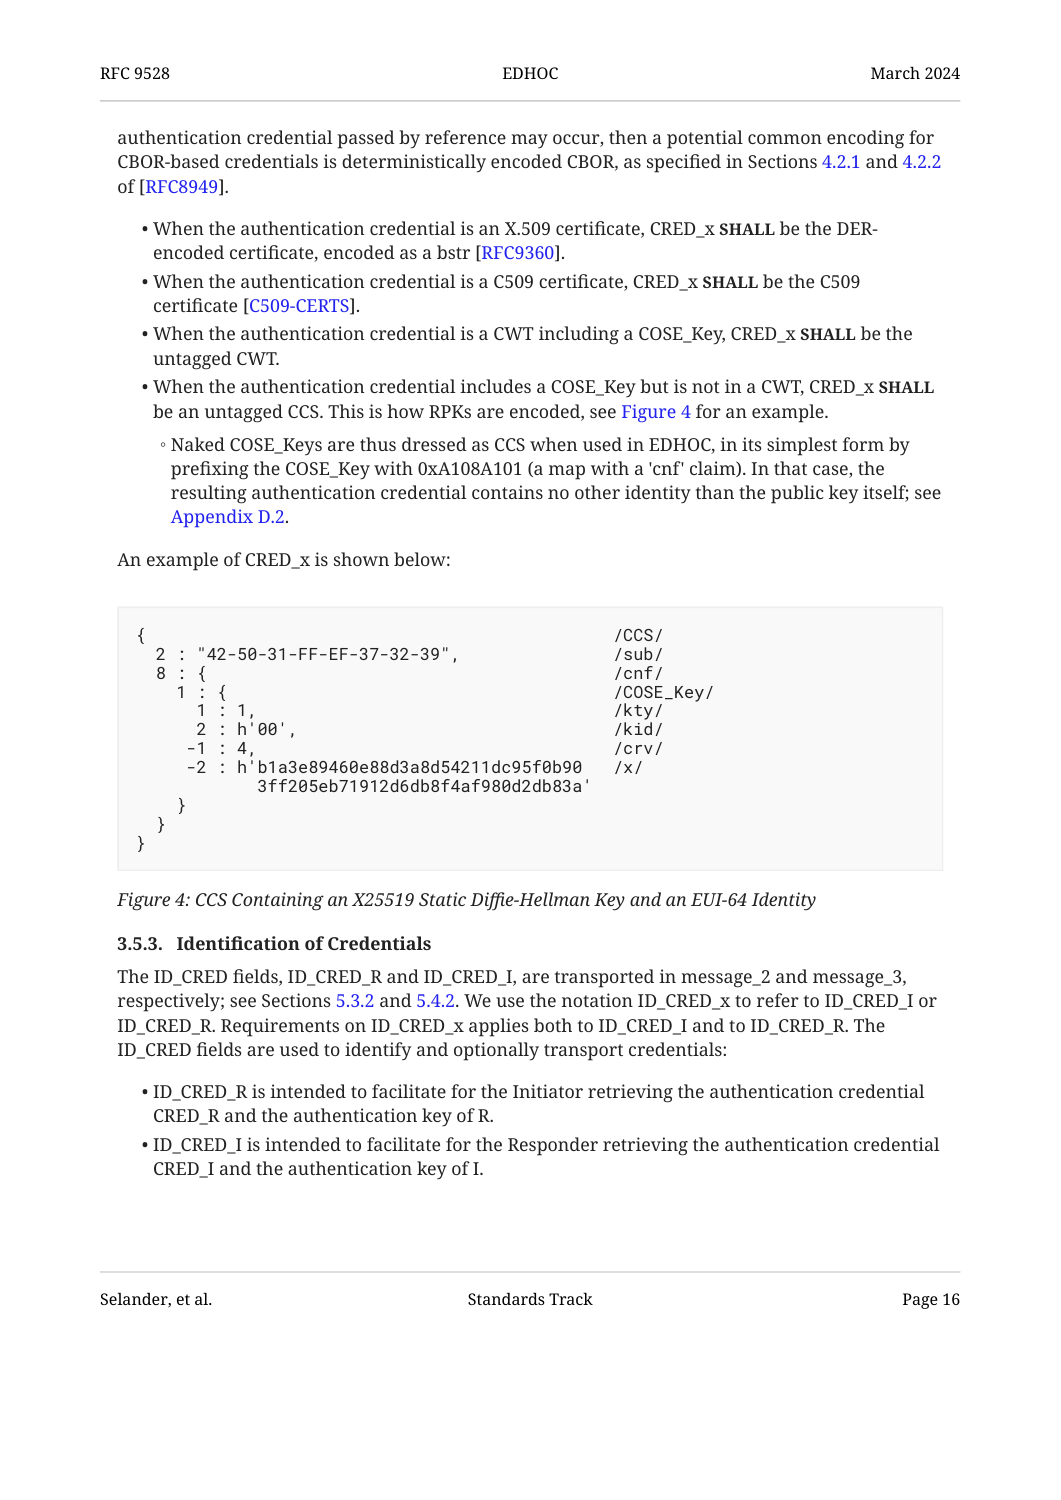 RFC 9528 EDHOC March 2024
authentication credential passed by reference may occur, then a potential common encoding for
CBOR-based credentials is deterministically encoded CBOR, as specified in Sections 4.2.1 and 4.2.2
of [RFC8949].
• When the authentication credential is an X.509 certificate, CRED_x SHALL be the DER-
encoded certificate, encoded as a bstr [RFC9360].
• When the authentication credential is a C509 certificate, CRED_x SHALL be the C509
certificate [C509-CERTS].
• When the authentication credential is a CWT including a COSE_Key, CRED_x SHALL be the
untagged CWT.
• When the authentication credential includes a COSE_Key but is not in a CWT, CRED_x SHALL
be an untagged CCS. This is how RPKs are encoded, see Figure 4 for an example.
◦ Naked COSE_Keys are thus dressed as CCS when used in EDHOC, in its simplest form by
prefixing the COSE_Key with 0xA108A101 (a map with a 'cnf' claim). In that case, the
resulting authentication credential contains no other identity than the public key itself; see
Appendix D.2.
An example of CRED_x is shown below:
{                                              /CCS/
  2 : "42-50-31-FF-EF-37-32-39",               /sub/
  8 : {                                        /cnf/
    1 : {                                      /COSE_Key/
      1 : 1,                                   /kty/
      2 : h'00',                               /kid/
     -1 : 4,                                   /crv/
     -2 : h'b1a3e89460e88d3a8d54211dc95f0b90   /x/
            3ff205eb71912d6db8f4af980d2db83a'
    }
  }
}
Figure 4: CCS Containing an X25519 Static Diffie-Hellman Key and an EUI-64 Identity
3.5.3. Identification of Credentials
The ID_CRED fields, ID_CRED_R and ID_CRED_I, are transported in message_2 and message_3,
respectively; see Sections 5.3.2 and 5.4.2. We use the notation ID_CRED_x to refer to ID_CRED_I or
ID_CRED_R. Requirements on ID_CRED_x applies both to ID_CRED_I and to ID_CRED_R. The
ID_CRED fields are used to identify and optionally transport credentials:
• ID_CRED_R is intended to facilitate for the Initiator retrieving the authentication credential
CRED_R and the authentication key of R.
• ID_CRED_I is intended to facilitate for the Responder retrieving the authentication credential
CRED_I and the authentication key of I.
Selander, et al. Standards Track Page 16